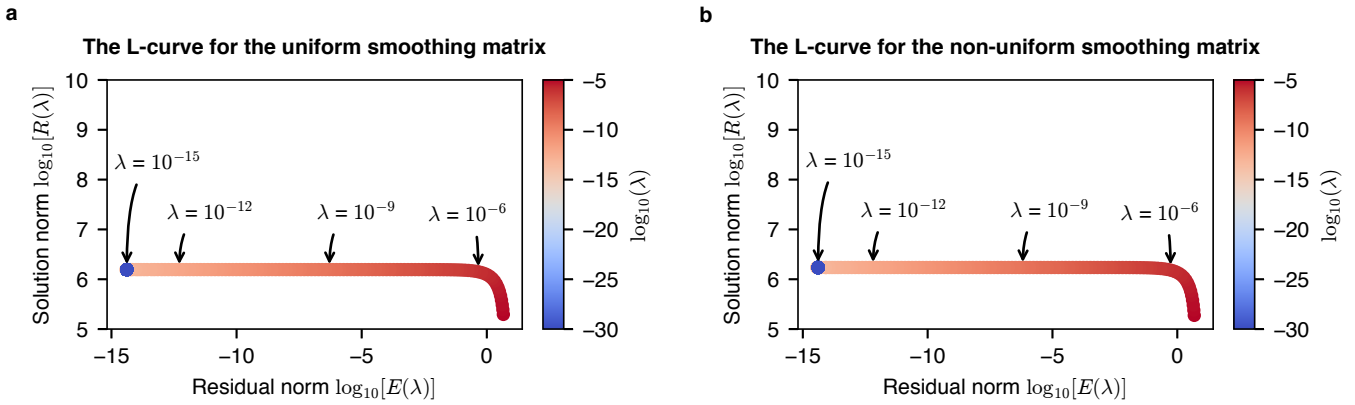 a
The L-curve for the uniform smoothing matrix
Solution norm log₁₀[R(λ)]
10
9
8
7
6
5
λ = 10⁻¹⁵
λ = 10⁻¹²
λ = 10⁻⁹
λ = 10⁻⁶
−15
−10
−5
0
Residual norm log₁₀[E(λ)]
−5
−10
−15
−20
−25
−30
log₁₀(λ)
b
The L-curve for the non-uniform smoothing matrix
Solution norm log₁₀[R(λ)]
10
9
8
7
6
5
λ = 10⁻¹⁵
λ = 10⁻¹²
λ = 10⁻⁹
λ = 10⁻⁶
−15
−10
−5
0
Residual norm log₁₀[E(λ)]
−5
−10
−15
−20
−25
−30
log₁₀(λ)